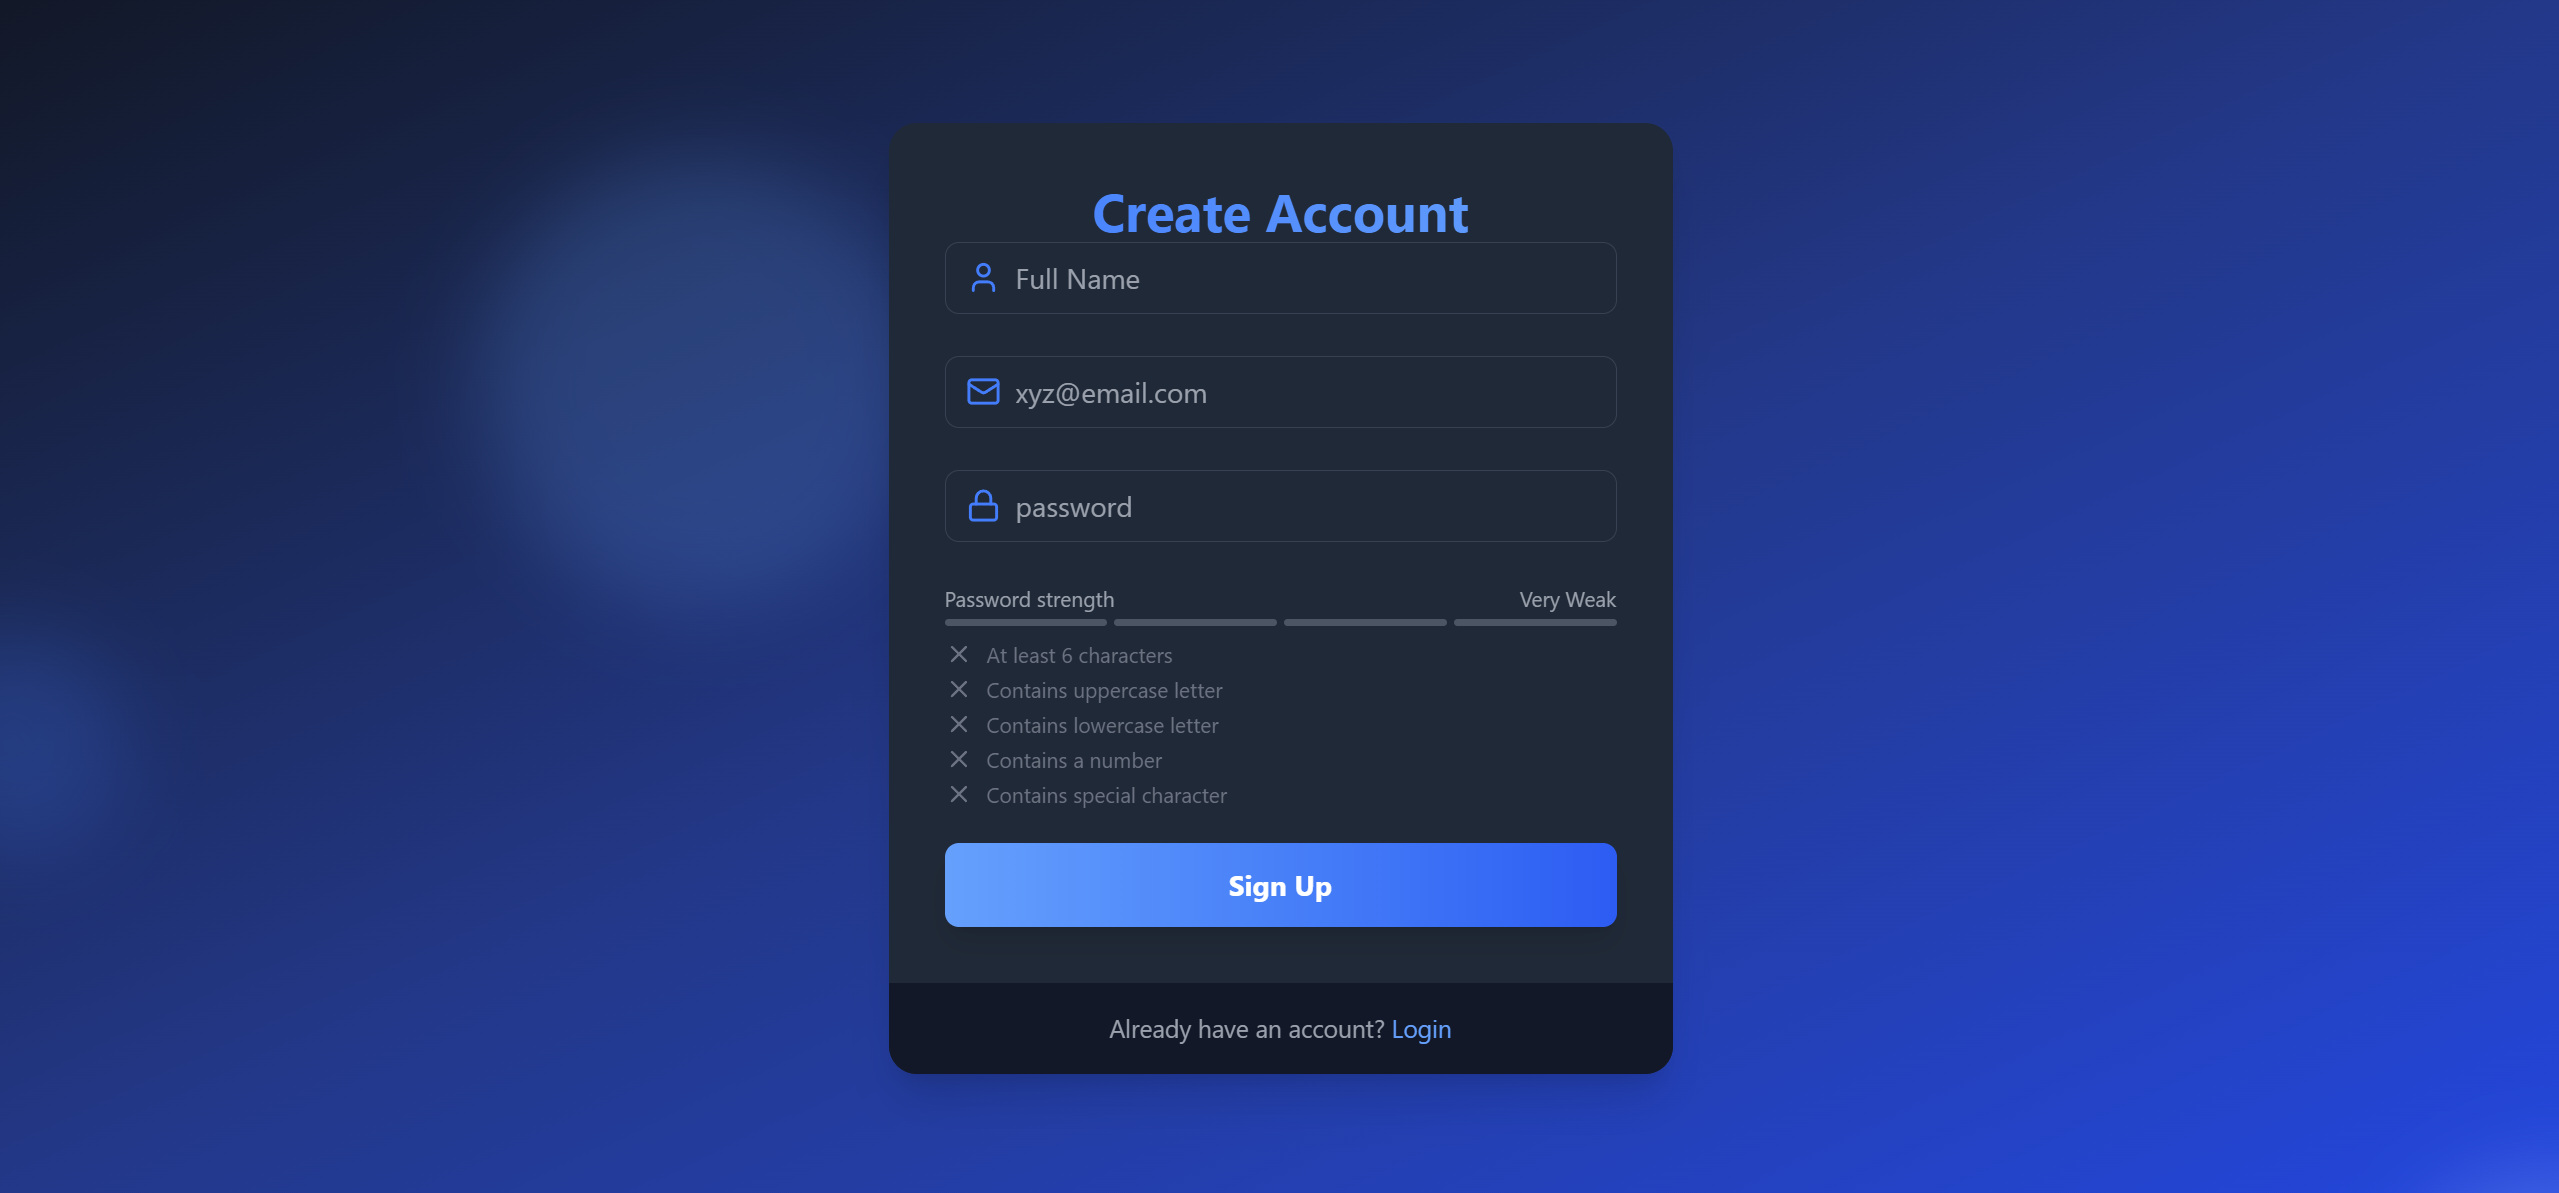 Create Account
Full Name
xyz@email.com
password
Password strength Very Weak
At least 6 characters
Contains uppercase letter
Contains lowercase letter
Contains a number
Contains special character
Sign Up
Already have an account? Login